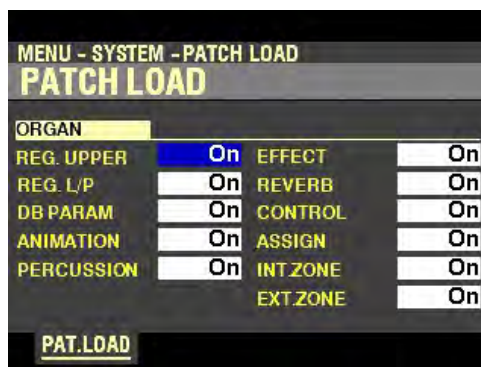 MENU - SYSTEM - PATCH LOAD
PATCH LOAD
ORGAN
REG. UPPER On EFFECT On
REG. L/P On REVERB On
DB PARAM On CONTROL On
ANIMATION On ASSIGN On
PERCUSSION On INT.ZONE On
EXT.ZONE On
PAT.LOAD